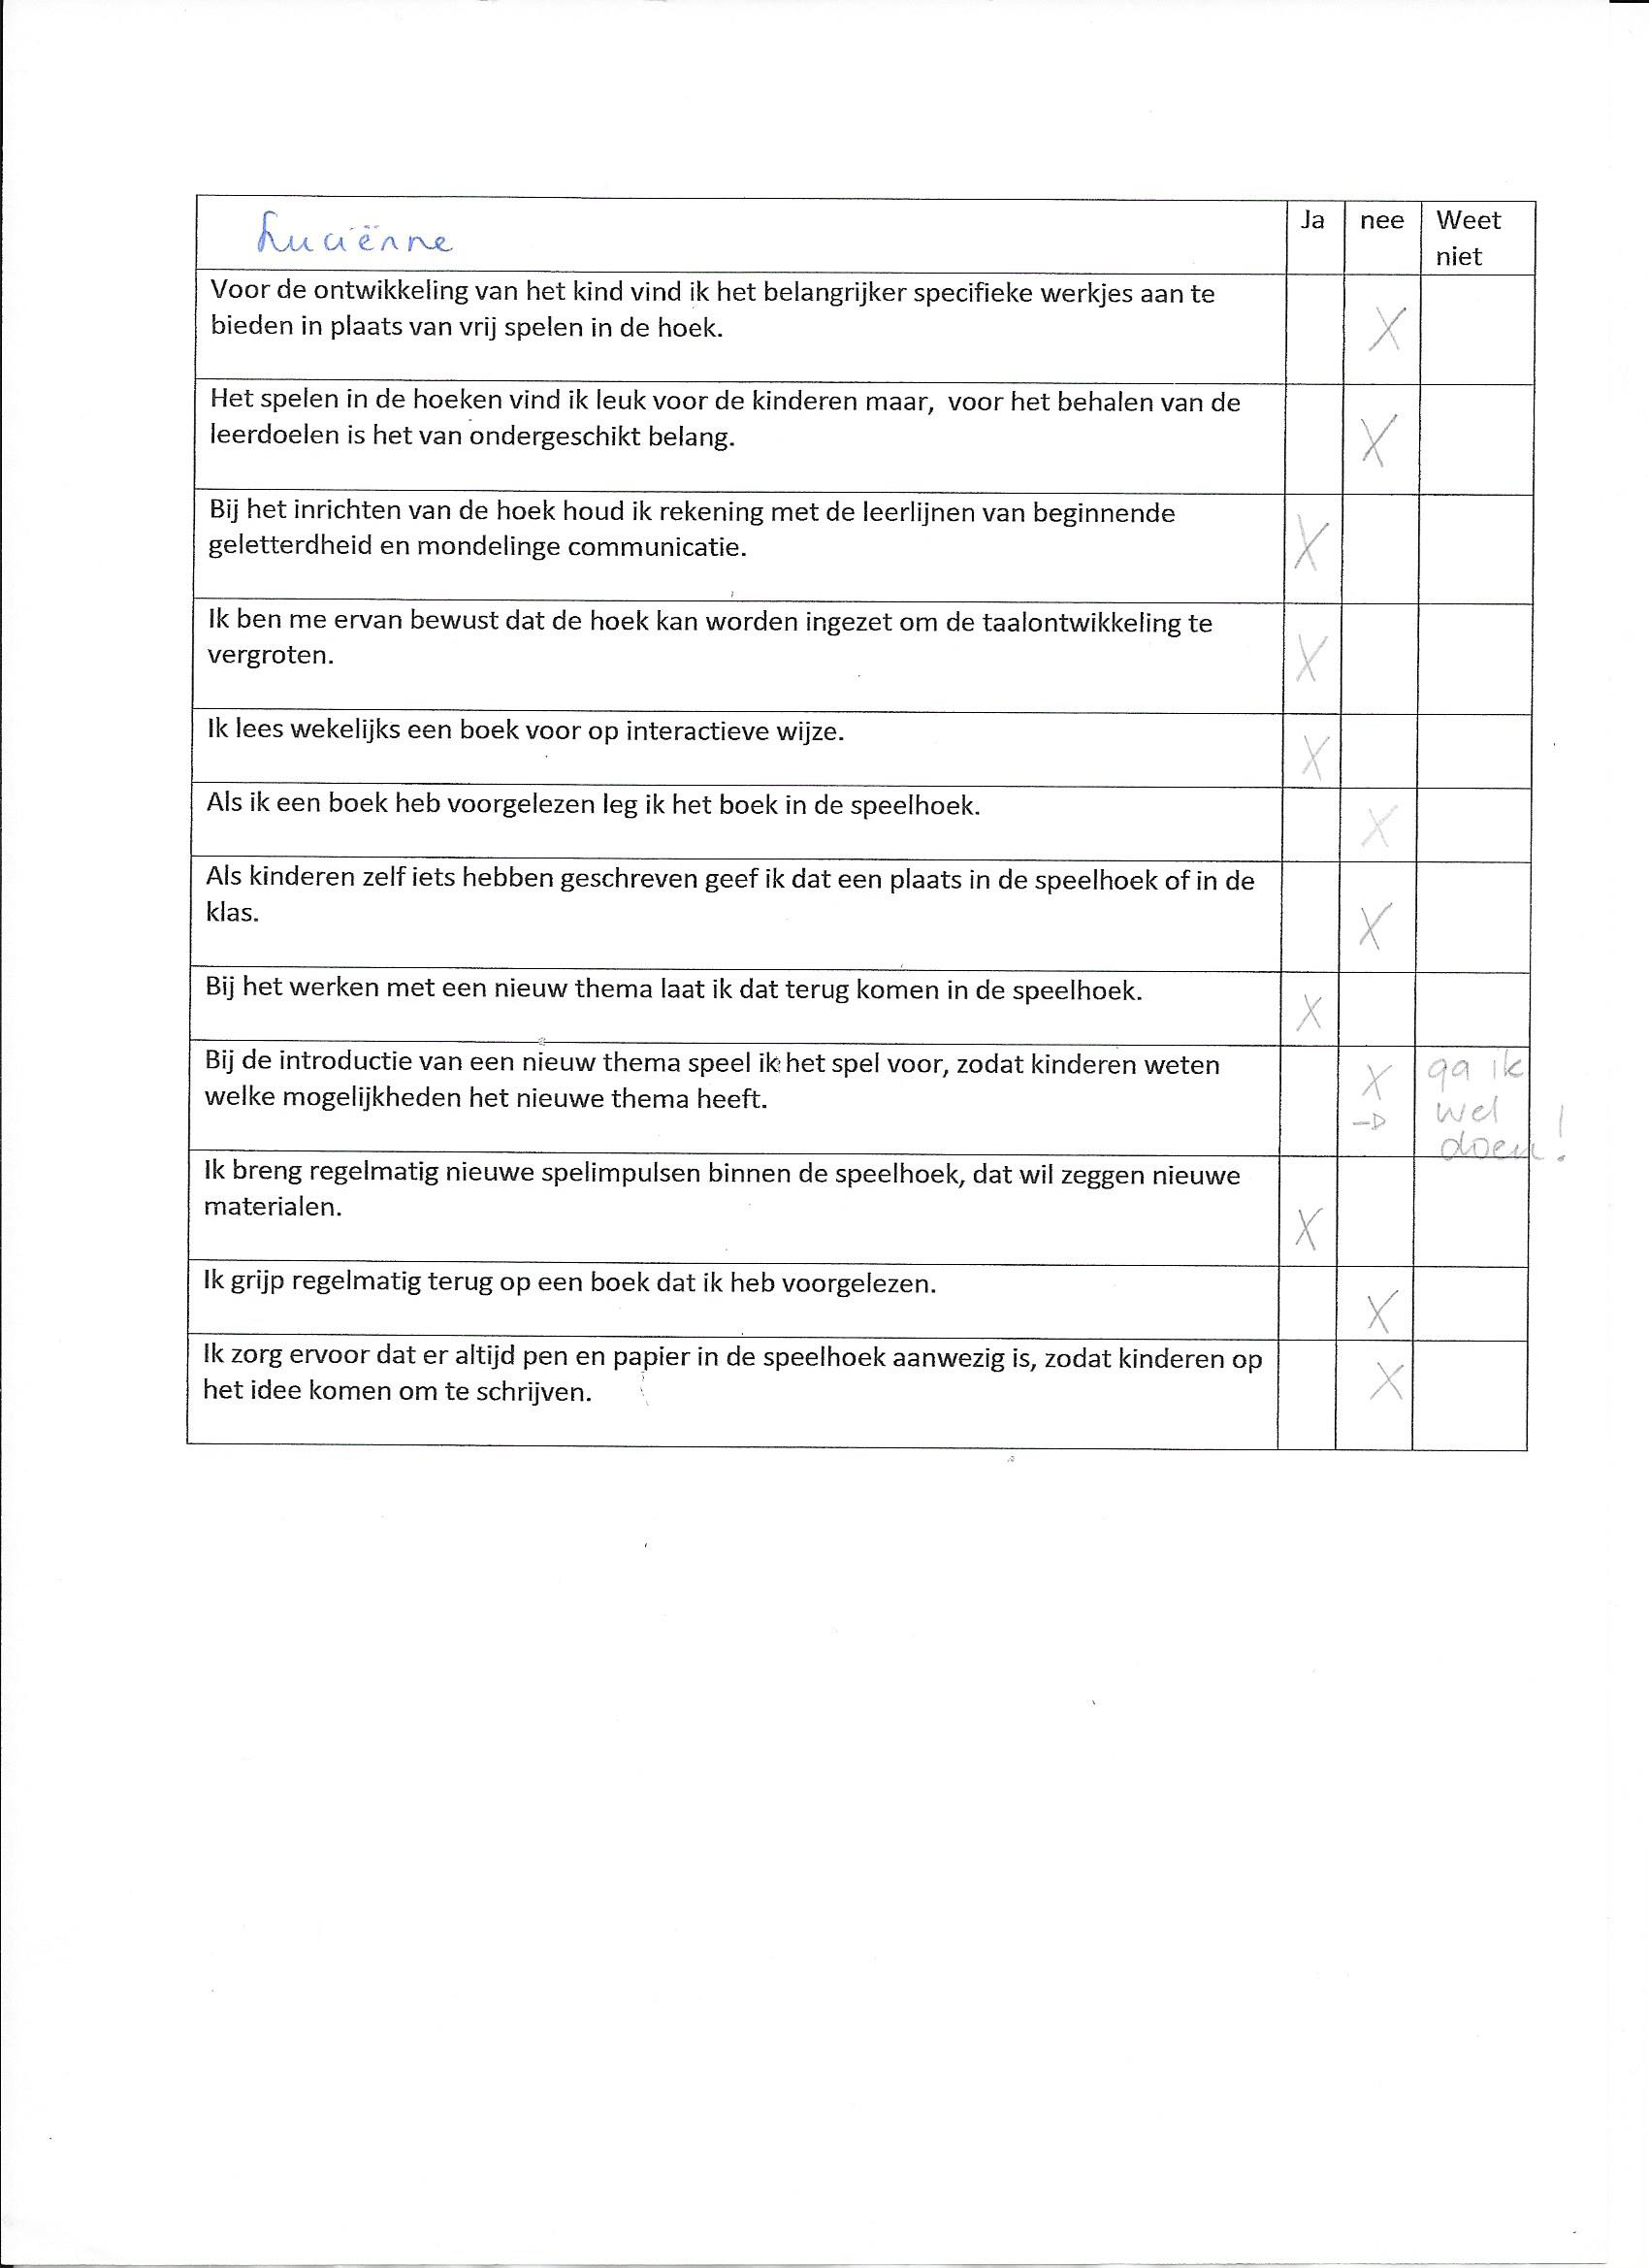 Luciënne Ja nee Weet
niet
Voor de ontwikkeling van het kind vind ik het belangrijker specifieke werkjes aan te
bieden in plaats van vrij spelen in de hoek. X
Het spelen in de hoeken vind ik leuk voor de kinderen maar, voor het behalen van de
leerdoelen is het van ondergeschikt belang. X
Bij het inrichten van de hoek houd ik rekening met de leerlijnen van beginnende
geletterdheid en mondelinge communicatie. X
Ik ben me ervan bewust dat de hoek kan worden ingezet om de taalontwikkeling te
vergroten. X
Ik lees wekelijks een boek voor op interactieve wijze. X
Als ik een boek heb voorgelezen leg ik het boek in de speelhoek. X
Als kinderen zelf iets hebben geschreven geef ik dat een plaats in de speelhoek of in de
klas. X
Bij het werken met een nieuw thema laat ik dat terug komen in de speelhoek. X
Bij de introductie van een nieuw thema speel ik het spel voor, zodat kinderen weten X ga ik
welke mogelijkheden het nieuwe thema heeft. → wel
doen!
Ik breng regelmatig nieuwe spelimpulsen binnen de speelhoek, dat wil zeggen nieuwe
materialen. X
Ik grijp regelmatig terug op een boek dat ik heb voorgelezen. X
Ik zorg ervoor dat er altijd pen en papier in de speelhoek aanwezig is, zodat kinderen op X
het idee komen om te schrijven.